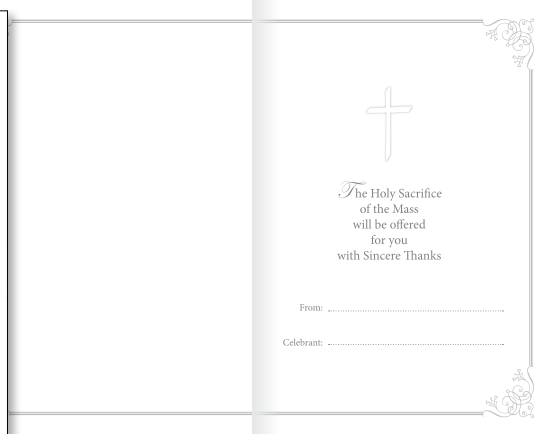 The Holy Sacrifice
of the Mass
will be offered
for you
with Sincere Thanks
From:
Celebrant: